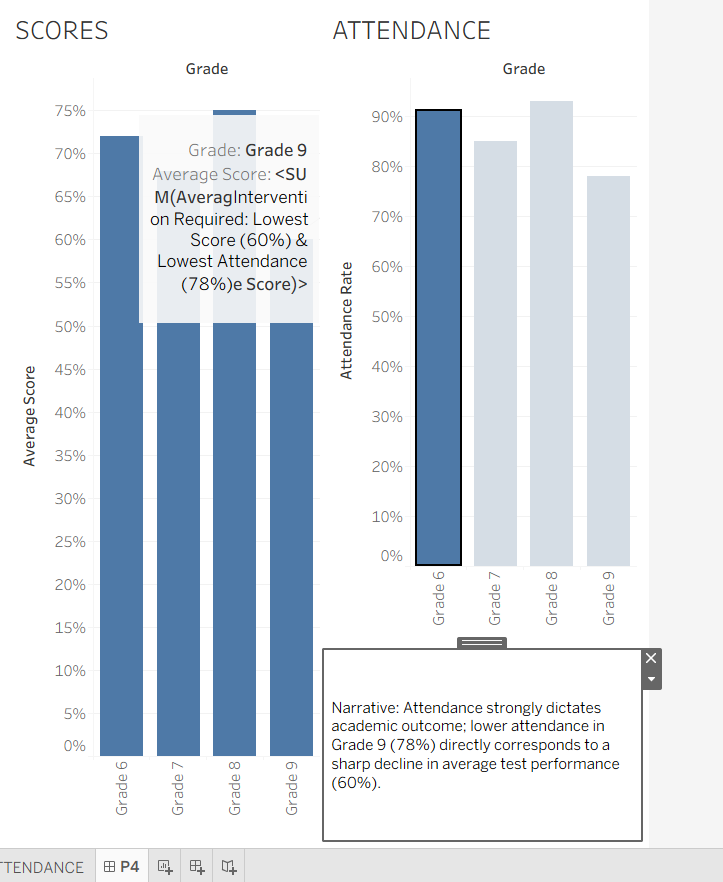 SCORES
Grade
75%
70%
65%
60%
55%
50%
45%
40%
35%
30%
25%
20%
15%
10%
5%
0%
Average Score
Grade 6
Grade 7
Grade 8
Grade 9
Grade: Grade 9
Average Score: <SU
M(AveragInterventi
on Required: Lowest
Score (60%) &
Lowest Attendance
(78%)e Score)>
ATTENDANCE
Grade
90%
80%
70%
60%
50%
40%
30%
20%
10%
0%
Attendance Rate
Grade 6
Grade 7
Grade 8
Grade 9
Narrative: Attendance strongly dictates
academic outcome; lower attendance in
Grade 9 (78%) directly corresponds to a
sharp decline in average test performance
(60%).
TTENDANCE
P4